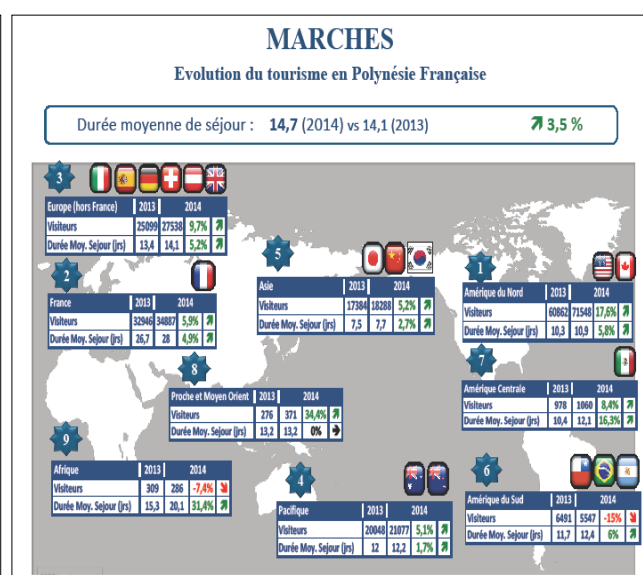 MARCHES
Evolution du tourisme en Polynésie Française
Durée moyenne de séjour : 14,7 (2014) vs 14,1 (2013) 3,5 %
3
Europe (hors France) 2013 2014
Visiteurs 25099 27538 9,7%
Durée Moy. Sejour (jrs) 13,4 14,1 5,2%
2
France 2013 2014
Visiteurs 32946 34887 5,9%
Durée Moy. Sejour (jrs) 26,7 28 4,9%
5
Asie 2013 2014
Visiteurs 17384 18288 5,2%
Durée Moy. Sejour (jrs) 7,5 7,7 2,7%
1
Amérique du Nord 2013 2014
Visiteurs 60862 71548 17,6%
Durée Moy. Sejour (jrs) 10,3 10,9 5,8%
8
Proche et Moyen Orient 2013 2014
Visiteurs 276 371 34,4%
Durée Moy. Sejour (jrs) 13,2 13,2 0%
7
Amérique Centrale 2013 2014
Visiteurs 978 1060 8,4%
Durée Moy. Sejour (jrs) 10,4 12,1 16,3%
9
Afrique 2013 2014
Visiteurs 309 286 -7,4%
Durée Moy. Sejour (jrs) 15,3 20,1 31,4%
4
Pacifique 2013 2014
Visiteurs 20048 21077 5,1%
Durée Moy. Sejour (jrs) 12 12,2 1,7%
6
Amérique du Sud 2013 2014
Visiteurs 6491 5547 -15%
Durée Moy. Sejour (jrs) 11,7 12,4 6%